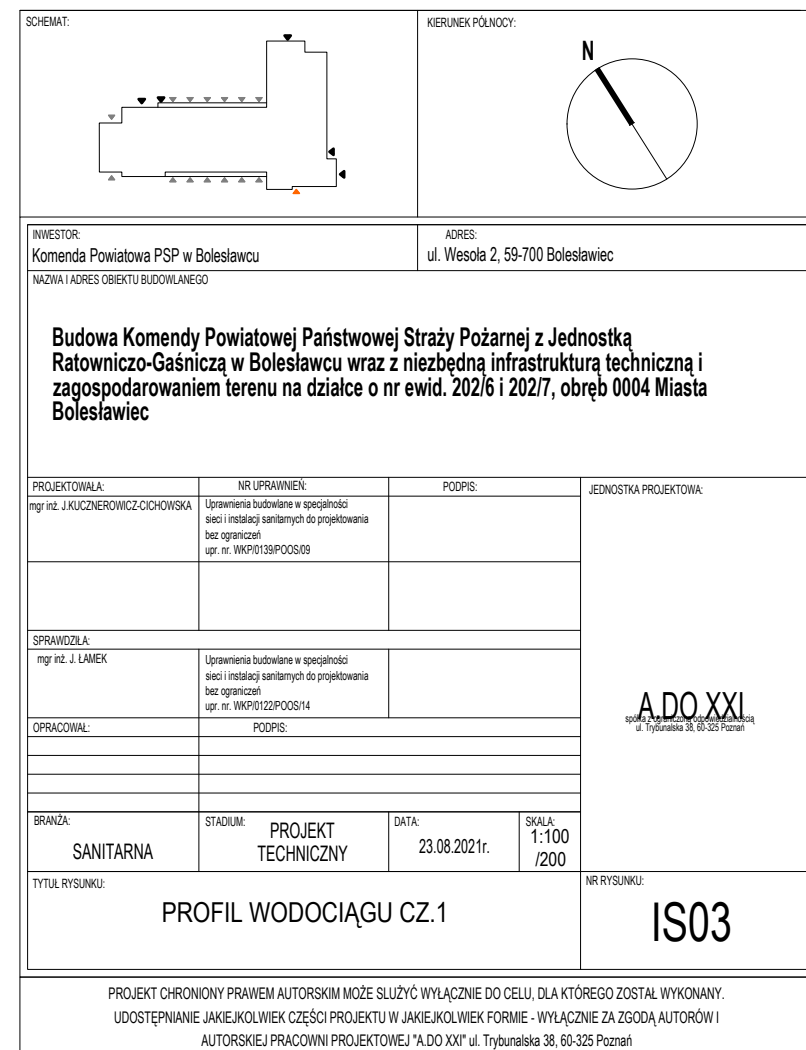 SCHEMAT:
KIERUNEK PÓŁNOCY:
N
INWESTOR:
Komenda Powiatowa PSP w Bolesławcu
ADRES:
ul. Wesoła 2, 59-700 Bolesławiec
NAZWA I ADRES OBIEKTU BUDOWLANEGO
Budowa Komendy Powiatowej Państwowej Straży Pożarnej z Jednostką
Ratowniczo-Gaśniczą w Bolesławcu wraz z niezbędną infrastrukturą techniczną i
zagospodarowaniem terenu na działce o nr ewid. 202/6 i 202/7, obręb 0004 Miasta
Bolesławiec
PROJEKTOWAŁA:
NR UPRAWNIEŃ:
PODPIS:
JEDNOSTKA PROJEKTOWA:
mgr inż. J.KUCZNEROWICZ-CICHOWSKA
Uprawnienia budowlane w specjalności
sieci i instalacji sanitarnych do projektowania
bez ograniczeń
upr. nr. WKP/0139/POOS/09
SPRAWDZIŁA:
mgr inż. J. ŁAMEK
Uprawnienia budowlane w specjalności
sieci i instalacji sanitarnych do projektowania
bez ograniczeń
upr. nr. WKP/0122/POOS/14
A.DO XXI
spółka z ograniczoną odpowiedzialnością
ul. Trybunalska 38, 60-325 Poznań
OPRACOWAŁ:
PODPIS:
BRANŻA:
SANITARNA
STADIUM:
PROJEKT
TECHNICZNY
DATA:
23.08.2021r.
SKALA:
1:100
/200
TYTUŁ RYSUNKU:
PROFIL WODOCIĄGU CZ.1
NR RYSUNKU:
IS03
PROJEKT CHRONIONY PRAWEM AUTORSKIM MOŻE SLUŻYĆ WYŁĄCZNIE DO CELU, DLA KTÓREGO ZOSTAŁ WYKONANY.
UDOSTĘPNIANIE JAKIEJKOLWIEK CZĘŚCI PROJEKTU W JAKIEJKOLWIEK FORMIE - WYŁĄCZNIE ZA ZGODĄ AUTORÓW I
AUTORSKIEJ PRACOWNI PROJEKTOWEJ "A.DO XXI" ul. Trybunalska 38, 60-325 Poznań